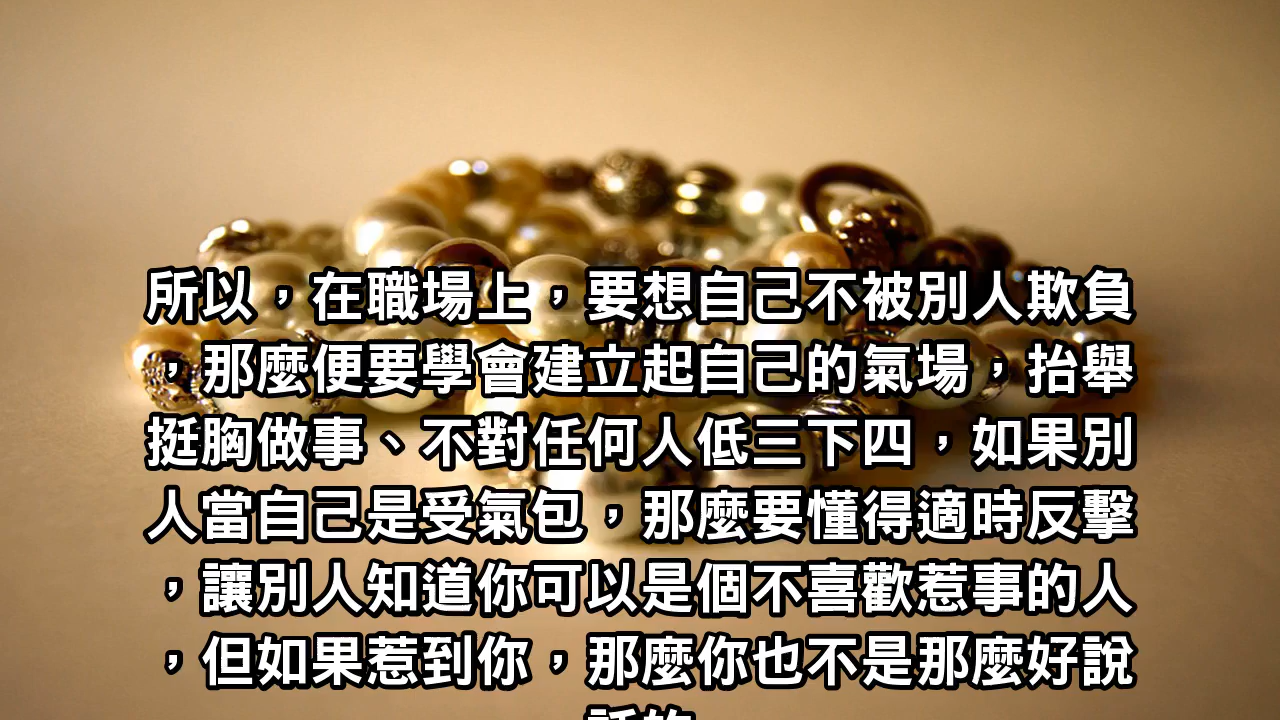 所以，在職場上，要想自己不被別人欺負
，那麼便要學會建立起自己的氣場，抬舉
挺胸做事、不對任何人低三下四，如果別
人當自己是受氣包，那麼要懂得適時反擊
，讓別人知道你可以是個不喜歡惹事的人
，但如果惹到你，那麼你也不是那麼好說
話的